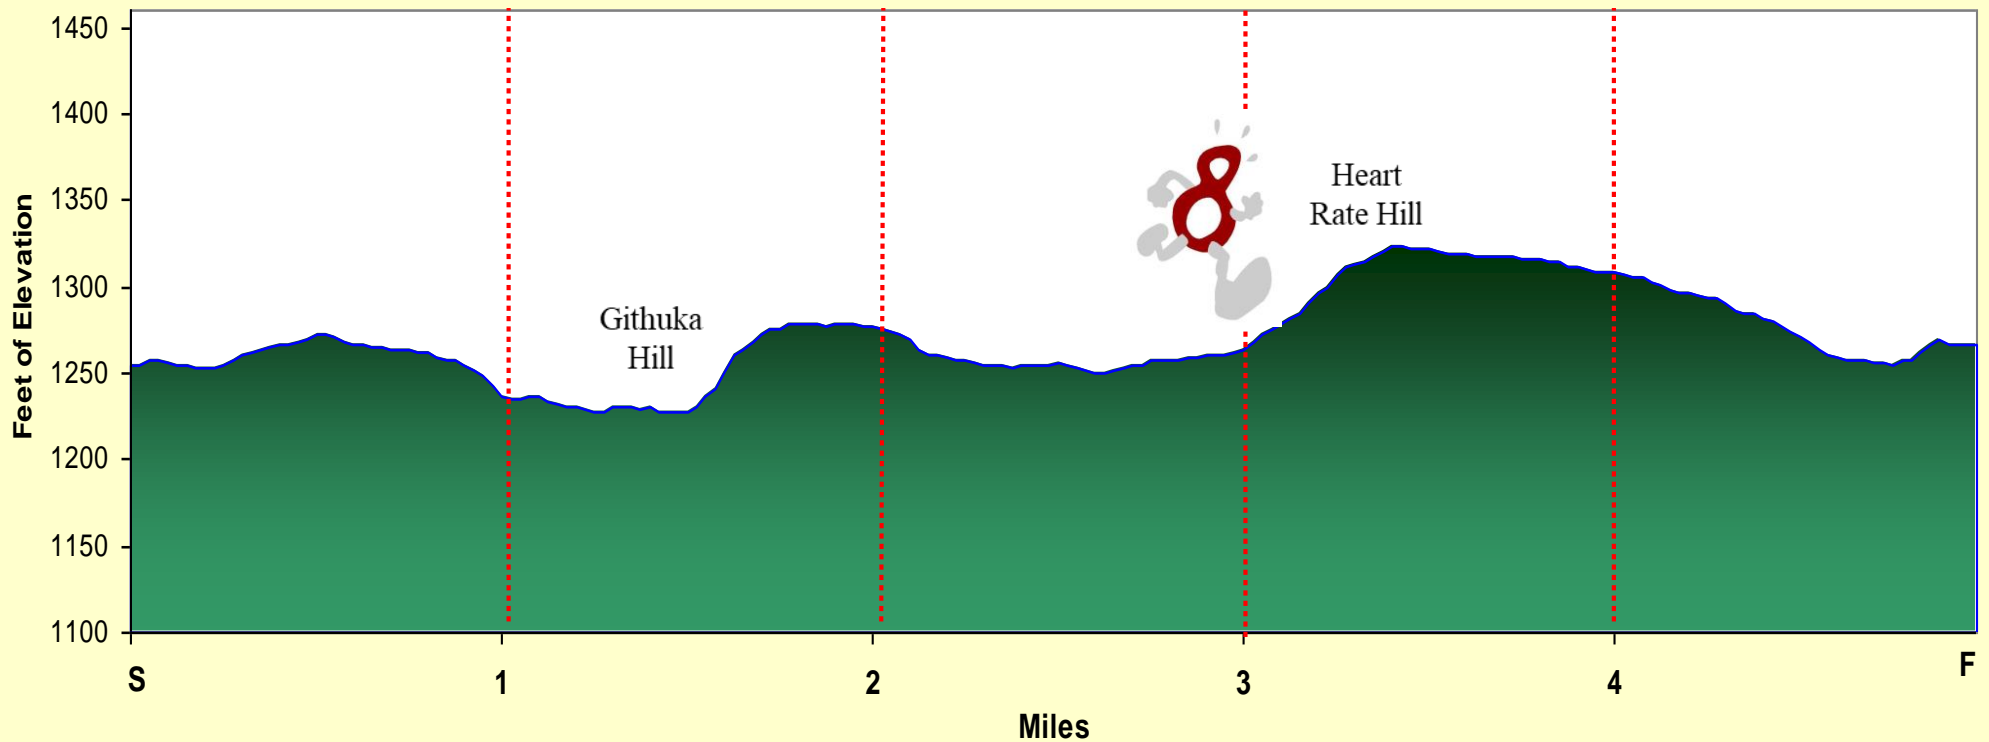 1450
1400
1350
1300
1250
1200
1150
1100
Feet of Elevation
Githuka
Hill
8
Heart
Rate Hill
S
1
2
3
4
F
Miles